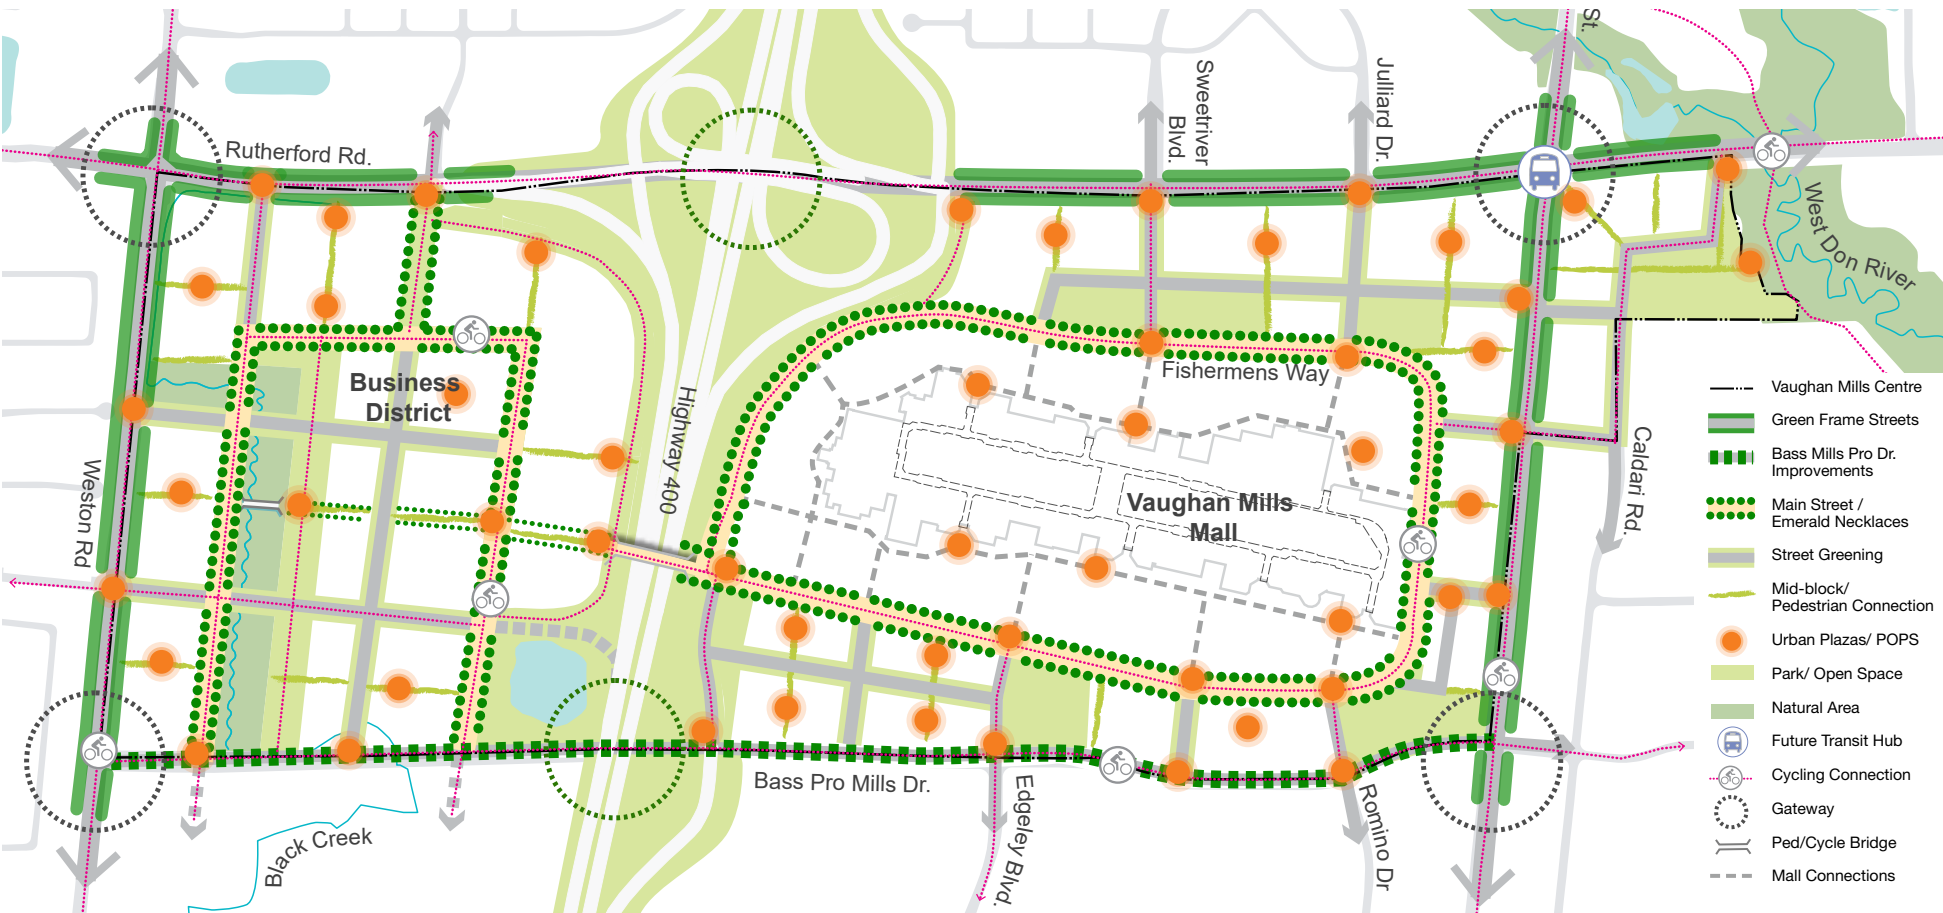 St.
Rutherford Rd.
Sweetriver
Blvd.
Julliard Dr.
West Don River
Business
District
Highway 400
Fishermens Way
Weston Rd
Vaughan Mills
Mall
Caldari Rd.
Bass Pro Mills Dr.
Edgeley Blvd.
Romino Dr
Black Creek
Vaughan Mills Centre
Green Frame Streets
Bass Mills Pro Dr.
Improvements
Main Street /
Emerald Necklaces
Street Greening
Mid-block/
Pedestrian Connection
Urban Plazas/ POPS
Park/ Open Space
Natural Area
Future Transit Hub
Cycling Connection
Gateway
Ped/Cycle Bridge
Mall Connections